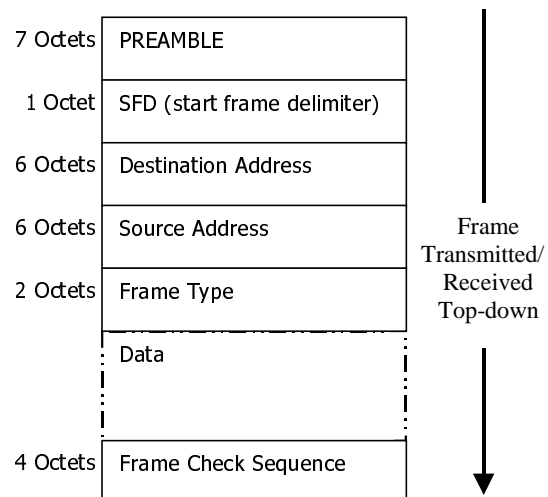 7 Octets PREAMBLE
1 Octet SFD (start frame delimiter)
6 Octets Destination Address
6 Octets Source Address
2 Octets Frame Type
Data
4 Octets Frame Check Sequence
Frame
Transmitted/
Received
Top-down